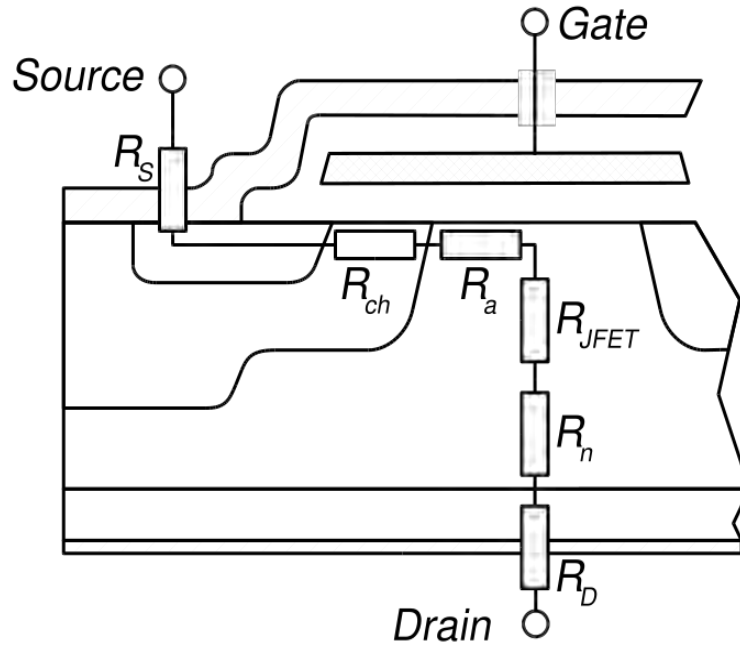 Gate
Source
R_S
R_ch
R_a
R_JFET
R_n
R_D
Drain